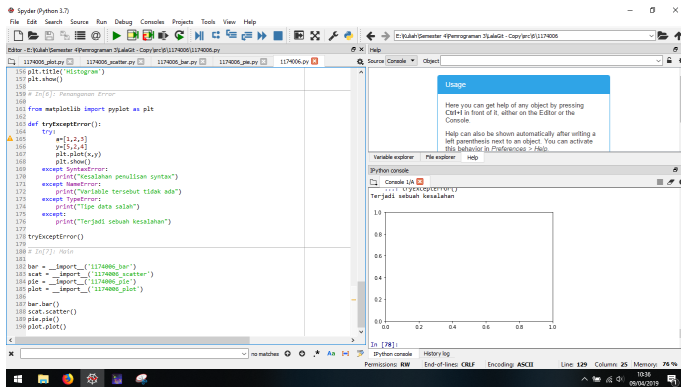 Spyder (Python 3.7)
File Edit Search Source Run Debug Consoles Projects Tools View Help
E:\Kuliah\Semester 4\Pemrograman 3\LalaGit - Copy\src\6\1174006
Editor - E:\Kuliah\Semester 4\Pemrograman 3\LalaGit - Copy\src\6\1174006\1174006.py
1174006_plot.py 1174006_scatter.py 1174006_bar.py 1174006_pie.py 1174006.py
156 plt.title('Histogram')
157 plt.show()
158
159 # In[6]: Penanganan Error
160
161 from matplotlib import pyplot as plt
162
163 def tryExceptError():
164 try:
165 a=[1,2,3]
166 y=[5,2,4]
167 plt.plot(x,y)
168 plt.show()
169 except SyntaxError:
170 print("Kesalahan penulisan syntax")
171 except NameError:
172 print("Variable tersebut tidak ada")
173 except TypeError:
174 print("Tipe data salah")
175 except:
176 print("Terjadi sebuah kesalahan")
177
178 tryExceptError()
179
180 # In[7]: Main
181
182 bar = __import__('1174006_bar')
183 scat = __import__('1174006_scatter')
184 pie = __import__('1174006_pie')
185 plot = __import__('1174006_plot')
186
187 bar.bar()
188 scat.scatter()
189 pie.pie()
190 plot.plot()
no matches .* Aa
Help
Source Console Object
Usage
Here you can get help of any object by pressing
Ctrl+I in front of it, either on the Editor or the
Console.
Help can also be shown automatically after writing a
left parenthesis next to an object. You can activate
this behavior in Preferences > Help.
Variable explorer File explorer Help
IPython console
Console 1/A
...: tryExceptError()
Terjadi sebuah kesalahan
1.0
0.8
0.6
0.4
0.2
0.0
0.0 0.2 0.4 0.6 0.8 1.0
In [78]:
IPython console History log
Permissions: RW End-of-lines: CRLF Encoding: ASCII Line: 129 Column: 25 Memory: 76 %
10:36
09/04/2019